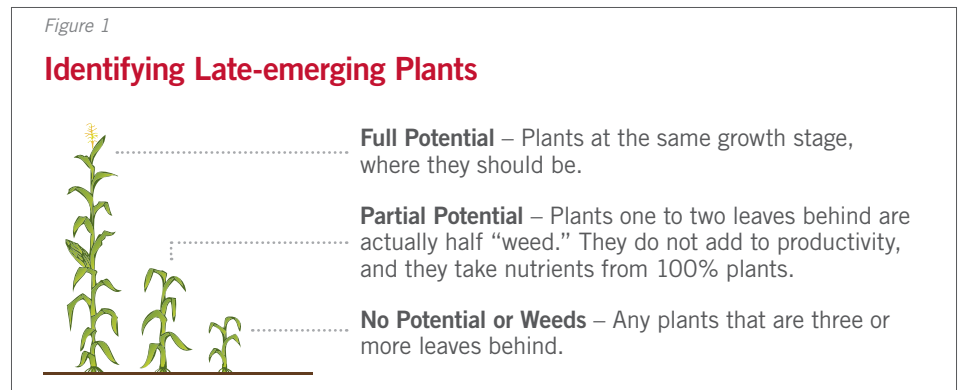 Figure 1
Identifying Late-emerging Plants
Full Potential – Plants at the same growth stage,
where they should be.
Partial Potential – Plants one to two leaves behind are
actually half “weed.” They do not add to productivity,
and they take nutrients from 100% plants.
No Potential or Weeds – Any plants that are three or
more leaves behind.